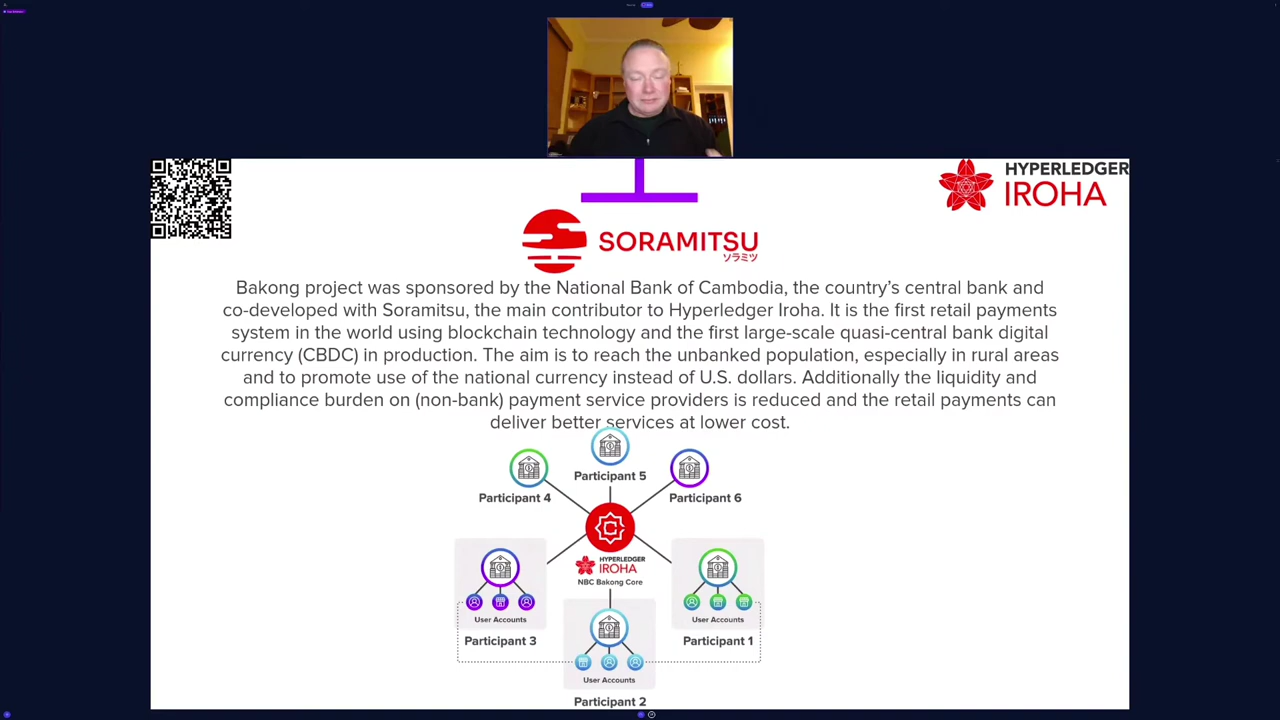 HYPERLEDGER
IROHA
SORAMITSU
ソラミツ
Bakong project was sponsored by the National Bank of Cambodia, the country's central bank and
co-developed with Soramitsu, the main contributor to Hyperledger Iroha. It is the first retail payments
system in the world using blockchain technology and the first large-scale quasi-central bank digital
currency (CBDC) in production. The aim is to reach the unbanked population, especially in rural areas
and to promote use of the national currency instead of U.S. dollars. Additionally the liquidity and
compliance burden on (non-bank) payment service providers is reduced and the retail payments can
deliver better services at lower cost.
Participant 5
Participant 4
Participant 6
HYPERLEDGER
IROHA
NBC Bakong Core
User Accounts
User Accounts
Participant 3
Participant 1
User Accounts
Participant 2